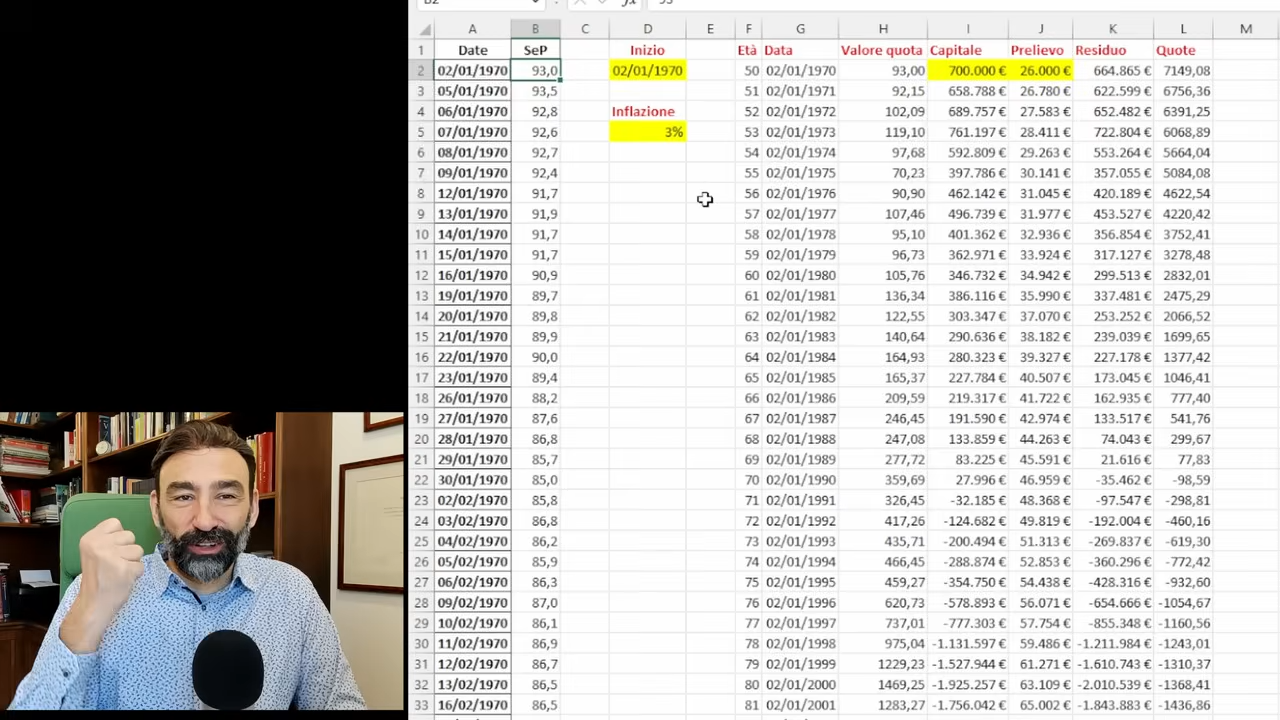 B2 93
A B C D E F G H I J K L M
1 Date SeP Inizio Età Data Valore quota Capitale Prelievo Residuo Quote
2 02/01/1970 93,0 02/01/1970 50 02/01/1970 93,00 700.000 € 26.000 € 664.865 € 7149,08
3 05/01/1970 93,5 51 02/01/1971 92,15 658.788 € 26.780 € 622.599 € 6756,36
4 06/01/1970 92,8 Inflazione 52 02/01/1972 102,09 689.757 € 27.583 € 652.482 € 6391,25
5 07/01/1970 92,6 3% 53 02/01/1973 119,10 761.197 € 28.411 € 722.804 € 6068,89
6 08/01/1970 92,7 54 02/01/1974 97,68 592.809 € 29.263 € 553.264 € 5664,04
7 09/01/1970 92,4 55 02/01/1975 70,23 397.786 € 30.141 € 357.055 € 5084,08
8 12/01/1970 91,7 56 02/01/1976 90,90 462.142 € 31.045 € 420.189 € 4622,54
9 13/01/1970 91,9 57 02/01/1977 107,46 496.739 € 31.977 € 453.527 € 4220,42
10 14/01/1970 91,7 58 02/01/1978 95,10 401.362 € 32.936 € 356.854 € 3752,41
11 15/01/1970 91,7 59 02/01/1979 96,73 362.971 € 33.924 € 317.127 € 3278,48
12 16/01/1970 90,9 60 02/01/1980 105,76 346.732 € 34.942 € 299.513 € 2832,01
13 19/01/1970 89,7 61 02/01/1981 136,34 386.116 € 35.990 € 337.481 € 2475,29
14 20/01/1970 89,8 62 02/01/1982 122,55 303.347 € 37.070 € 253.252 € 2066,52
15 21/01/1970 89,9 63 02/01/1983 140,64 290.636 € 38.182 € 239.039 € 1699,65
16 22/01/1970 90,0 64 02/01/1984 164,93 280.323 € 39.327 € 227.178 € 1377,42
17 23/01/1970 89,4 65 02/01/1985 165,37 227.784 € 40.507 € 173.045 € 1046,41
18 26/01/1970 88,2 66 02/01/1986 209,59 219.317 € 41.722 € 162.935 € 777,40
19 27/01/1970 87,6 67 02/01/1987 246,45 191.590 € 42.974 € 133.517 € 541,76
20 28/01/1970 86,8 68 02/01/1988 247,08 133.859 € 44.263 € 74.043 € 299,67
21 29/01/1970 85,7 69 02/01/1989 277,72 83.225 € 45.591 € 21.616 € 77,83
22 30/01/1970 85,0 70 02/01/1990 359,69 27.996 € 46.959 € -35.462 € -98,59
23 02/02/1970 85,8 71 02/01/1991 326,45 -32.185 € 48.368 € -97.547 € -298,81
24 03/02/1970 86,8 72 02/01/1992 417,26 -124.682 € 49.819 € -192.004 € -460,16
25 04/02/1970 86,2 73 02/01/1993 435,71 -200.494 € 51.313 € -269.837 € -619,30
26 05/02/1970 85,9 74 02/01/1994 466,45 -288.874 € 52.853 € -360.296 € -772,42
27 06/02/1970 86,3 75 02/01/1995 459,27 -354.750 € 54.438 € -428.316 € -932,60
28 09/02/1970 87,0 76 02/01/1996 620,73 -578.893 € 56.071 € -654.666 € -1054,67
29 10/02/1970 86,1 77 02/01/1997 737,01 -777.303 € 57.754 € -855.348 € -1160,56
30 11/02/1970 86,9 78 02/01/1998 975,04 -1.131.597 € 59.486 € -1.211.984 € -1243,01
31 12/02/1970 86,7 79 02/01/1999 1229,23 -1.527.944 € 61.271 € -1.610.743 € -1310,37
32 13/02/1970 86,5 80 02/01/2000 1469,25 -1.925.257 € 63.109 € -2.010.539 € -1368,41
33 16/02/1970 86,5 81 02/01/2001 1283,27 -1.756.042 € 65.002 € -1.843.883 € -1436,86